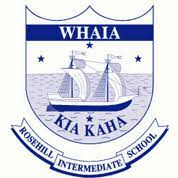 WHAIA
KIA KAHA
ROSEHILL INTERMEDIATE SCHOOL